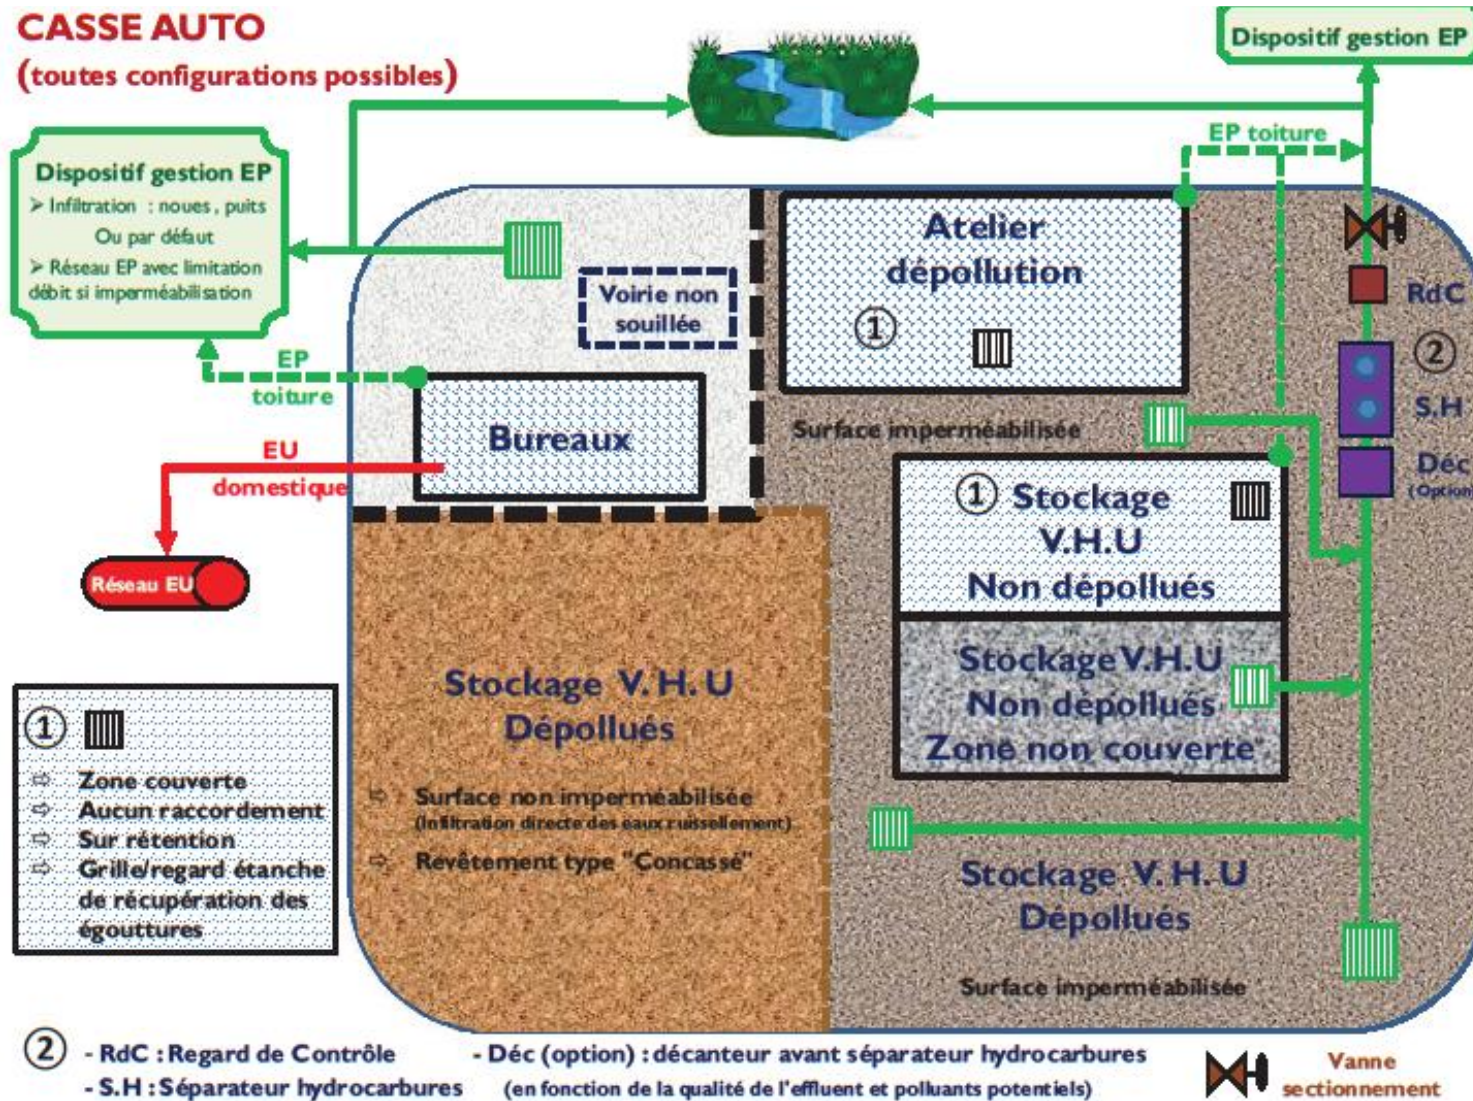 CASSE AUTO
(toutes configurations possibles)
Dispositif gestion EP
EP toiture
Dispositif gestion EP
➢ Infiltration : noues, puits
Ou par défaut
➢ Réseau EP avec limitation
débit si imperméabilisation
Voirie non
souillée
Atelier
dépollution
①
RdC
②
S.H
Déc
(Option
EP
toiture
Bureaux
EU
domestique
Réseau EU
Surface imperméabilisée
① Stockage
V.H.U
Non dépollués
Stockage V.H.U
Non dépollués
Zone non couverte
Stockage V. H. U
Dépollués
⇨ Surface non imperméabilisée
(Infiltration directe des eaux ruissellement)
⇨ Revêtement type "Concassé"
Stockage V. H. U
Dépollués
Surface imperméabilisée
①
⇨ Zone couverte
⇨ Aucun raccordement
⇨ Sur rétention
⇨ Grille/regard étanche
de récupération des
égouttures
② - RdC : Regard de Contrôle
- S.H : Séparateur hydrocarbures
- Déc (option) : décanteur avant séparateur hydrocarbures
(en fonction de la qualité de l'effluent et polluants potentiels)
Vanne
sectionnement